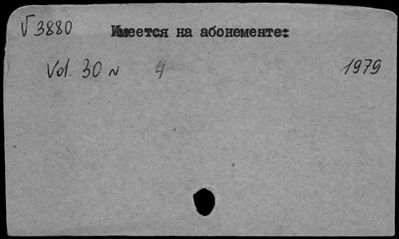 √3880 Имеется на абонементе:
Vol. 30 N 4 1979